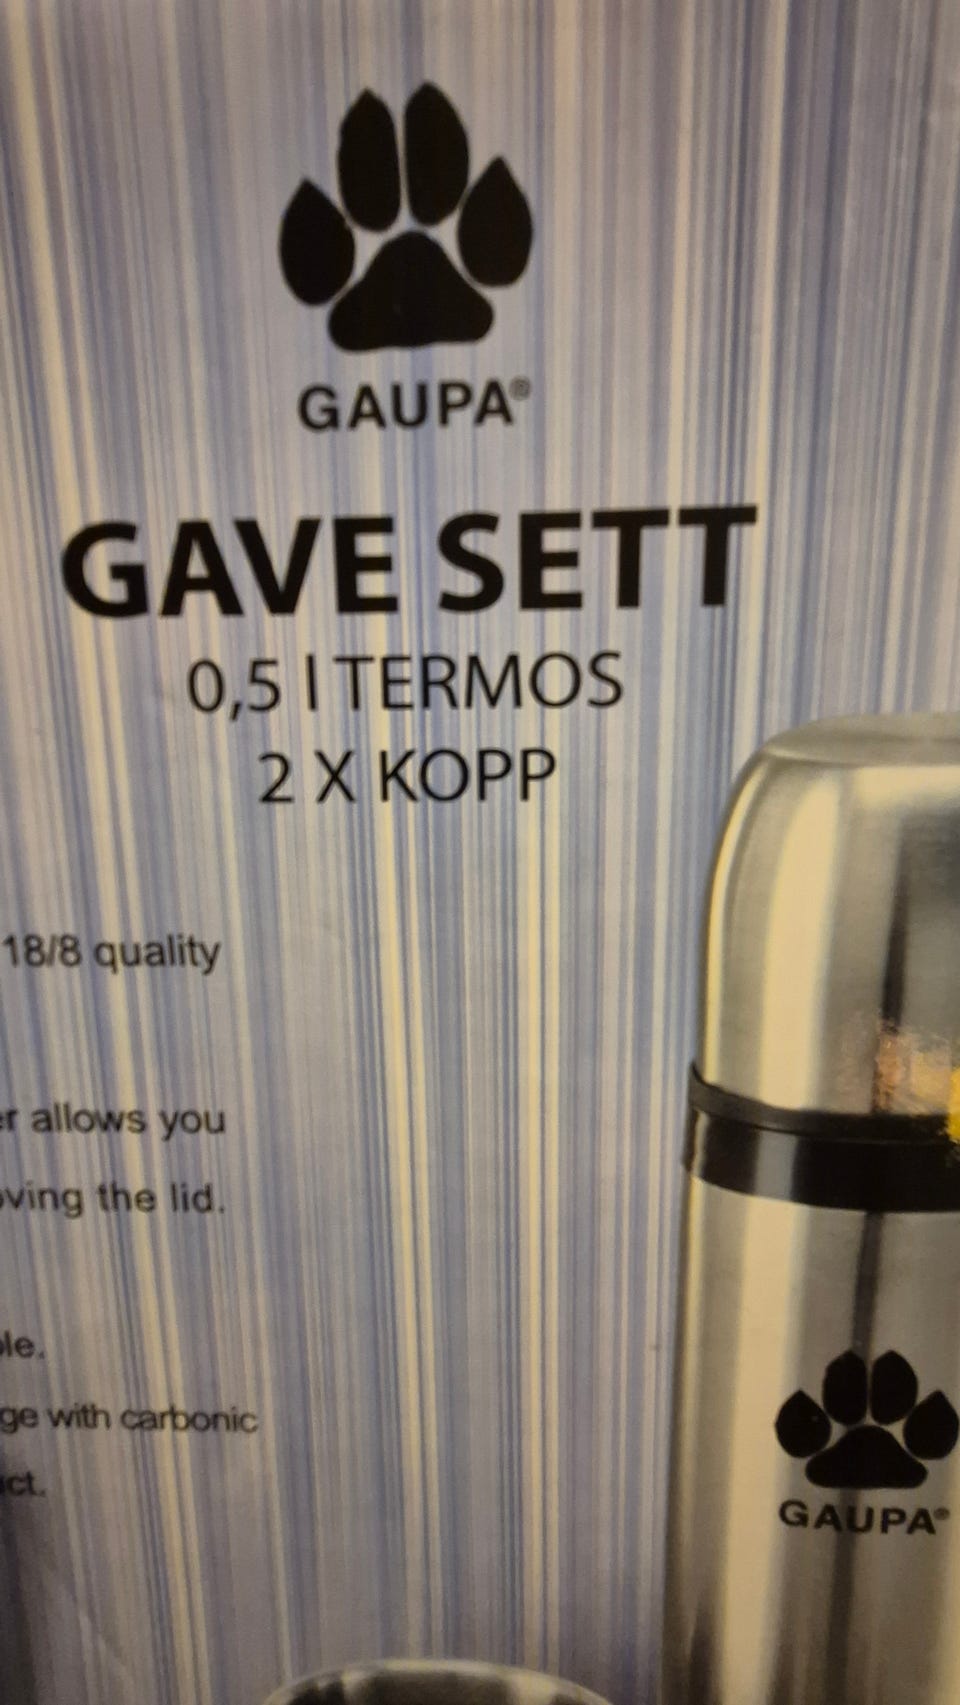 GAUPA®
GAVE SETT
0,5 l TERMOS
2 X KOPP
18/8 quality
allows you
the lid.
with carbonic
GAUPA®